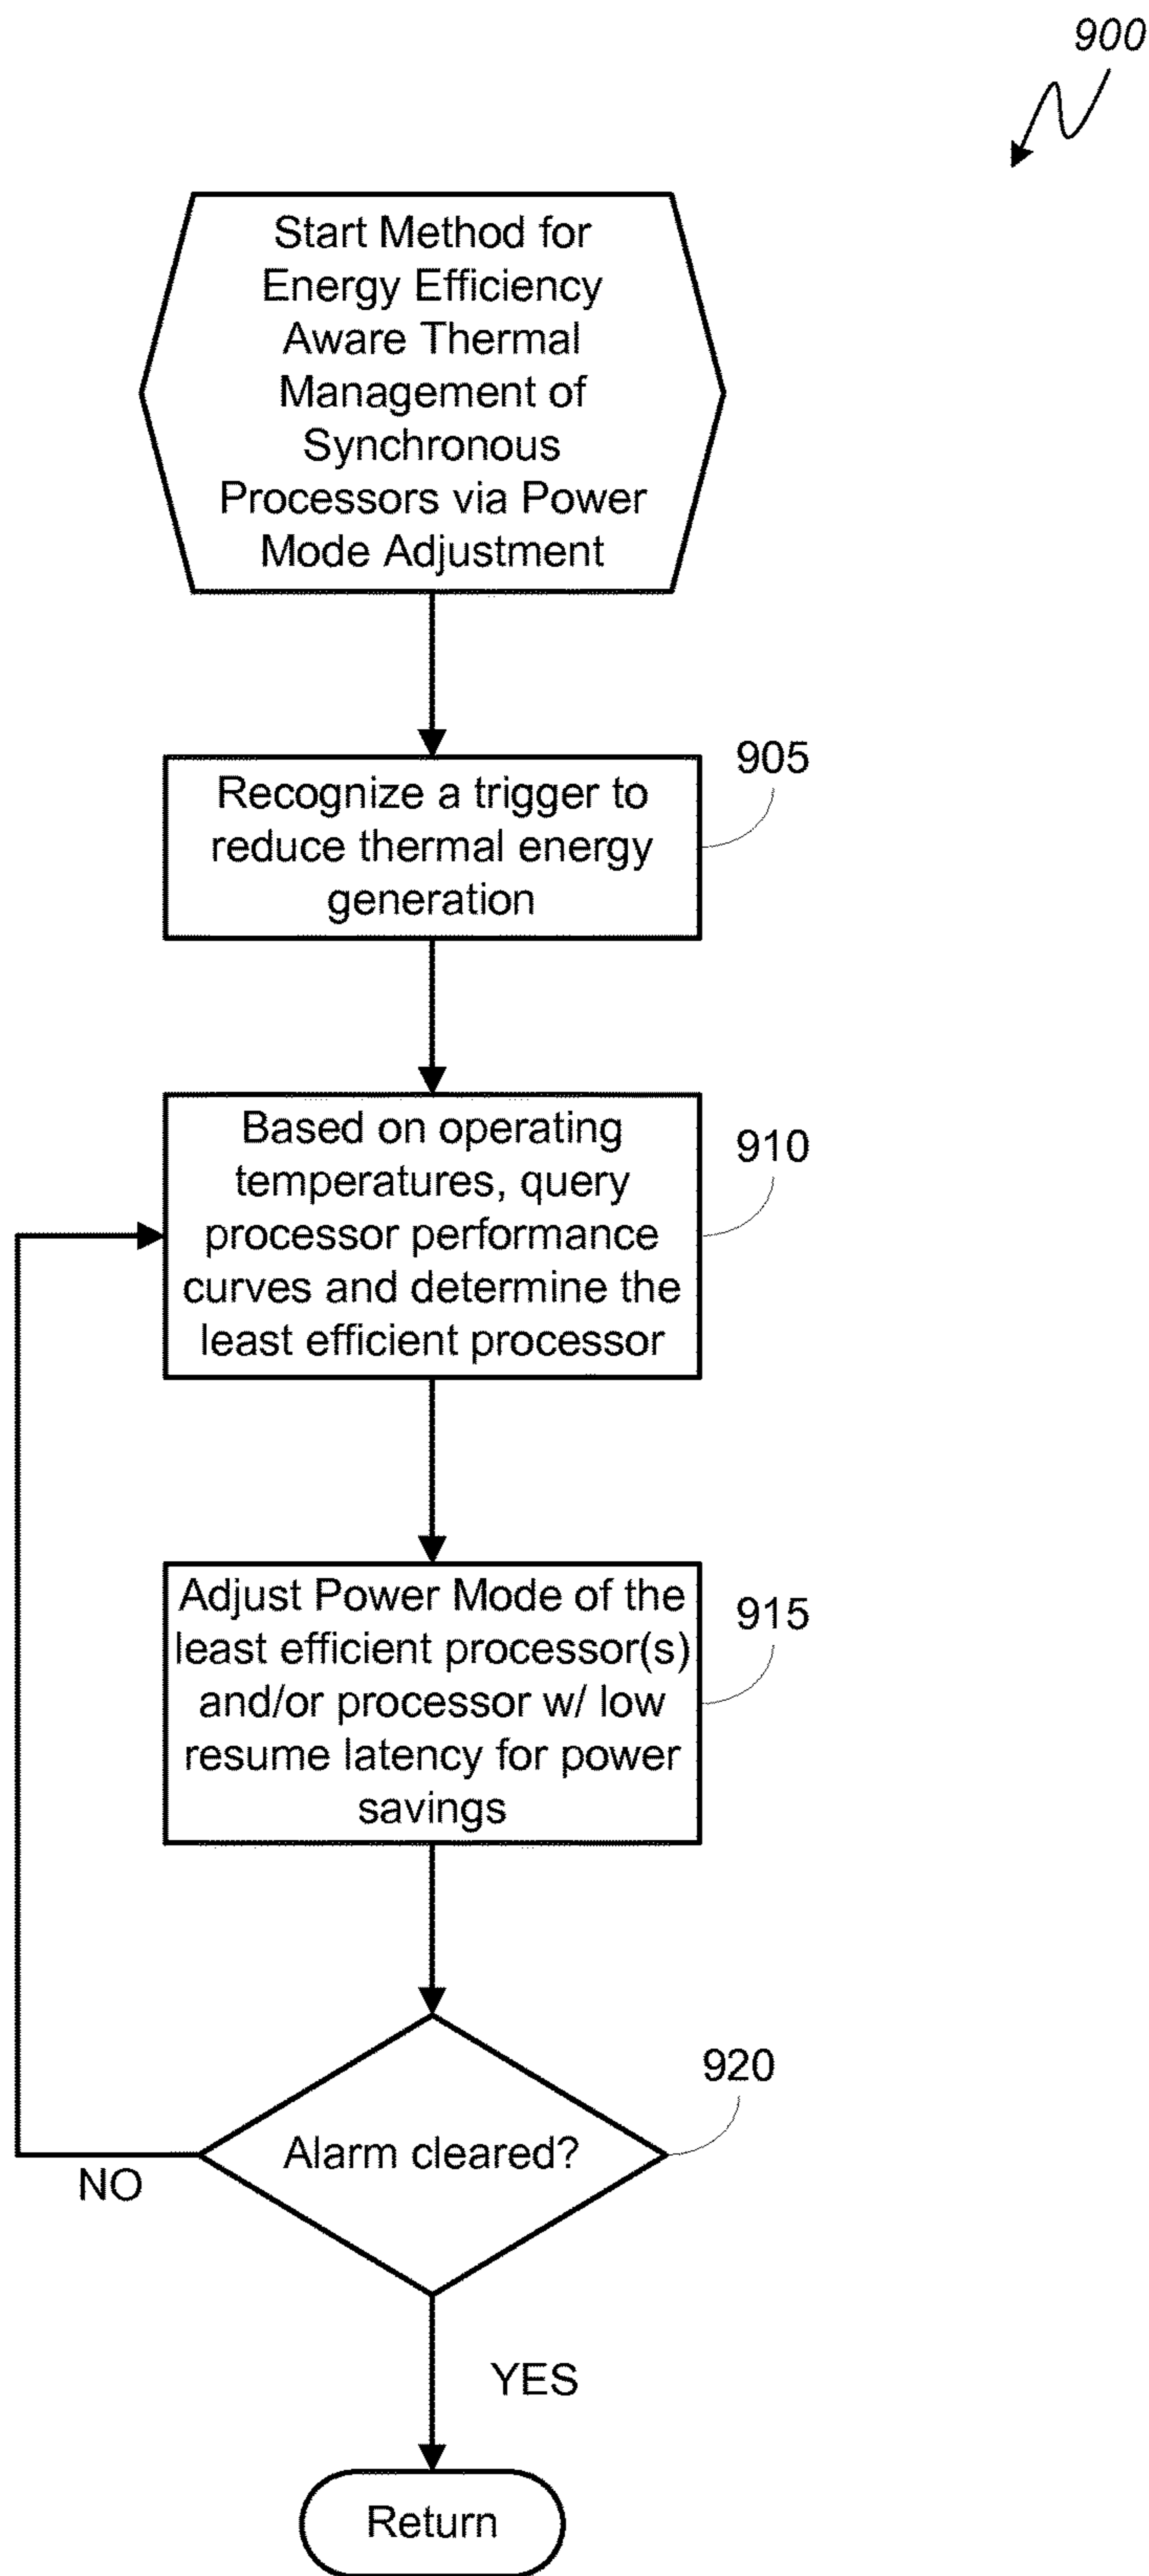 900
Start Method for
Energy Efficiency
Aware Thermal
Management of
Synchronous
Processors via Power
Mode Adjustment
905
Recognize a trigger to
reduce thermal energy
generation
910
Based on operating
temperatures, query
processor performance
curves and determine the
least efficient processor
915
Adjust Power Mode of the
least efficient processor(s)
and/or processor w/ low
resume latency for power
savings
920
Alarm cleared?
NO
YES
Return